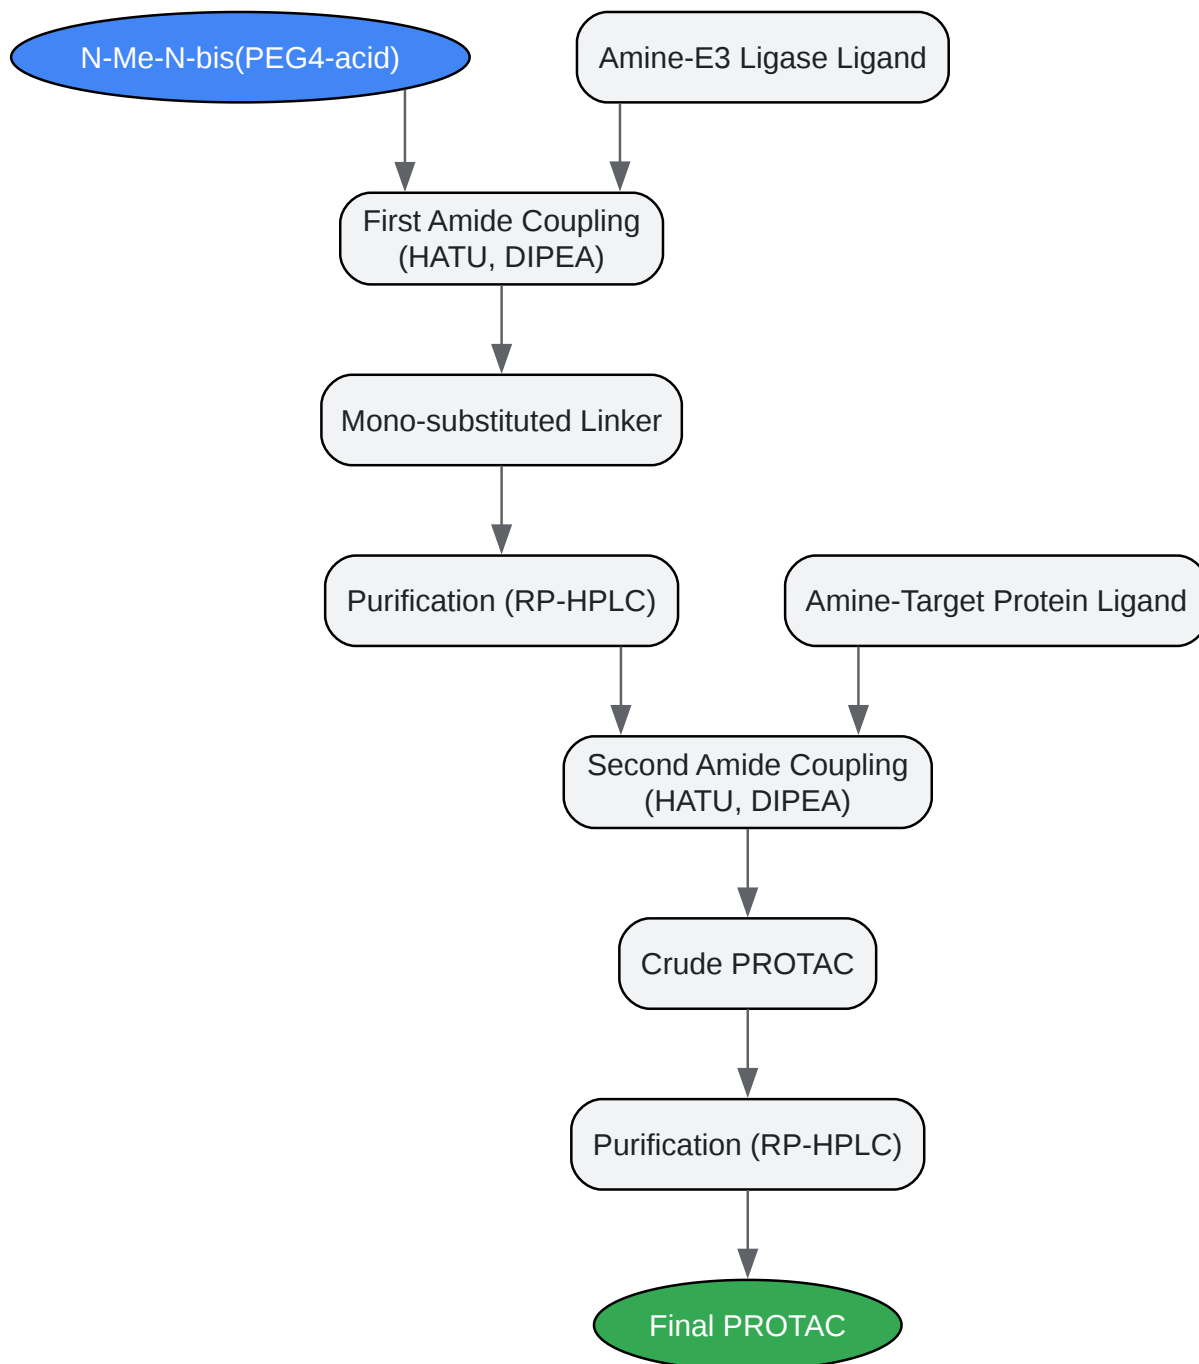 N-Me-N-bis(PEG4-acid)
Amine-E3 Ligase Ligand
First Amide Coupling
(HATU, DIPEA)
Mono-substituted Linker
Purification (RP-HPLC)
Amine-Target Protein Ligand
Second Amide Coupling
(HATU, DIPEA)
Crude PROTAC
Purification (RP-HPLC)
Final PROTAC